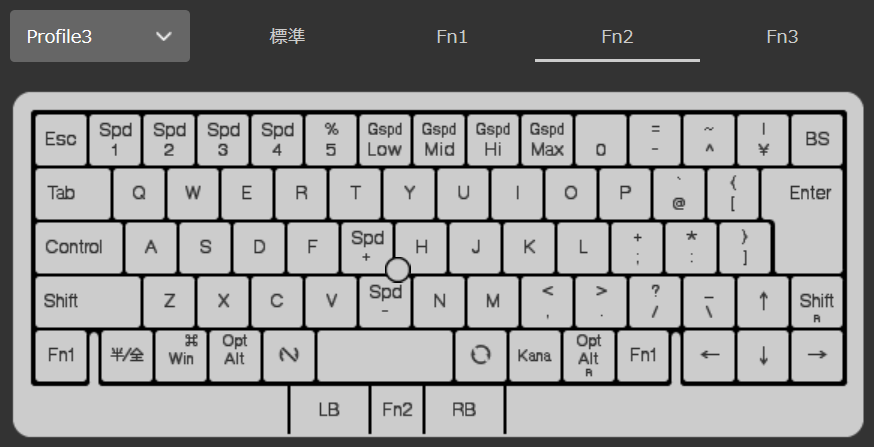 Profile3 標準 Fn1 Fn2 Fn3
Esc Spd 1 Spd 2 Spd 3 Spd 4 % 5 Gspd Low Gspd Mid Gspd Hi Gspd Max 0 = - ~ ^ | ¥ BS
Tab Q W E R T Y U I O P ` @ { [ Enter
Control A S D F Spd + H J K L + ; * : } ]
Shift Z X C V Spd - N M < , > . ? / _ \ ↑ Shift R
Fn1 半/全 ⌘ Win Opt Alt Kana Opt Alt R Fn1 ← ↓ →
LB Fn2 RB